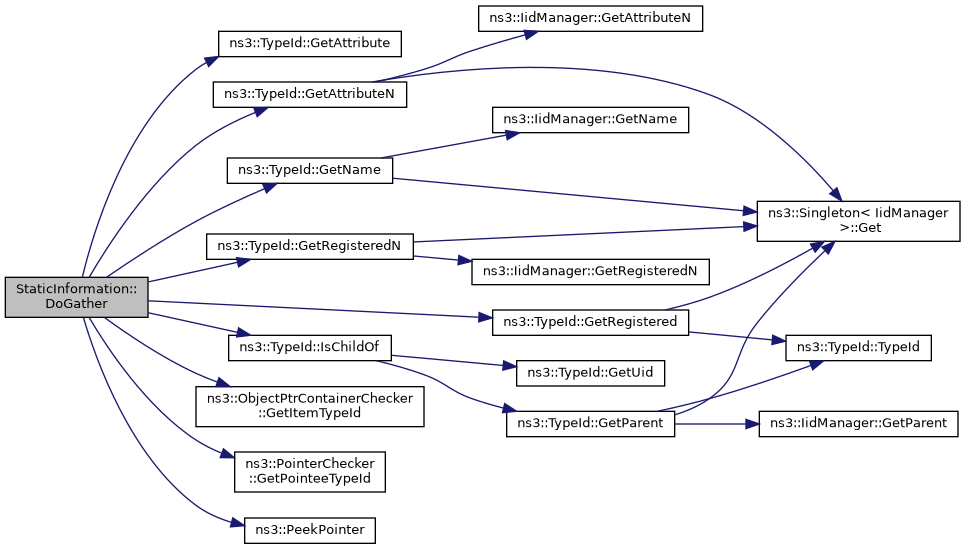 ns3::IidManager::GetAttributeN
ns3::TypeId::GetAttribute
ns3::TypeId::GetAttributeN
ns3::IidManager::GetName
ns3::TypeId::GetName
ns3::Singleton< IidManager
>::Get
ns3::TypeId::GetRegisteredN
ns3::IidManager::GetRegisteredN
StaticInformation::
DoGather
ns3::TypeId::GetRegistered
ns3::TypeId::IsChildOf
ns3::TypeId::TypeId
ns3::TypeId::GetUid
ns3::ObjectPtrContainerChecker
::GetItemTypeId
ns3::TypeId::GetParent
ns3::IidManager::GetParent
ns3::PointerChecker
::GetPointeeTypeId
ns3::PeekPointer